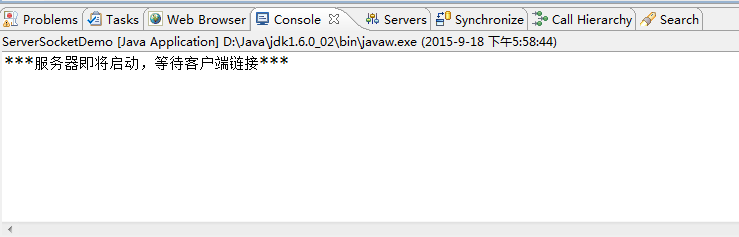 Problems Tasks Web Browser Console Servers Synchronize Call Hierarchy Search
ServerSocketDemo [Java Application] D:\Java\jdk1.6.0_02\bin\javaw.exe (2015-9-18 下午5:58:44)
***服务器即将启动，等待客户端链接***